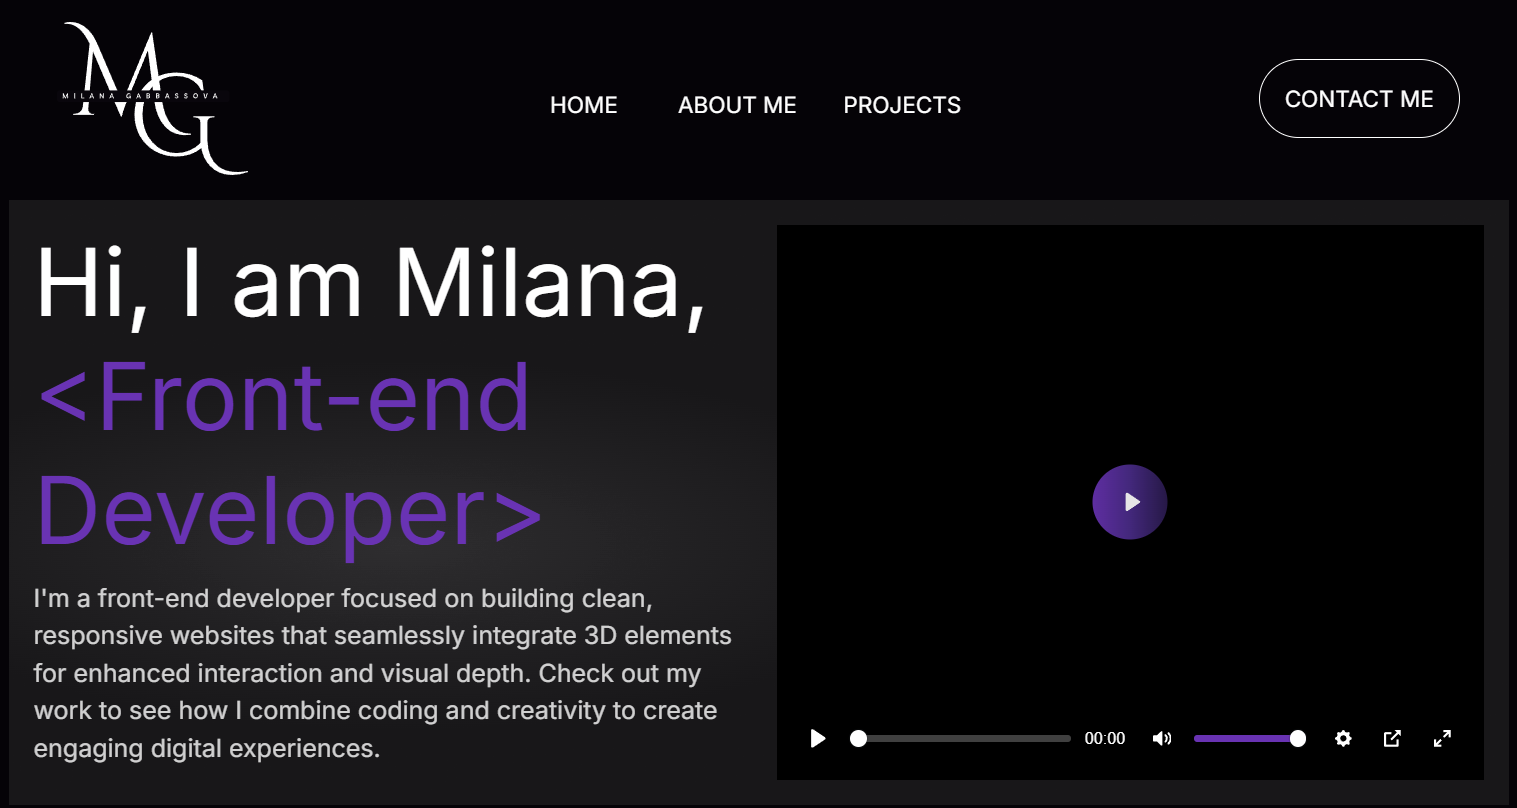 MG
MILANA GABBASSOVA
HOME ABOUT ME PROJECTS
CONTACT ME
Hi, I am Milana,
<Front-end
Developer>
I'm a front-end developer focused on building clean,
responsive websites that seamlessly integrate 3D elements
for enhanced interaction and visual depth. Check out my
work to see how I combine coding and creativity to create
engaging digital experiences.
00:00